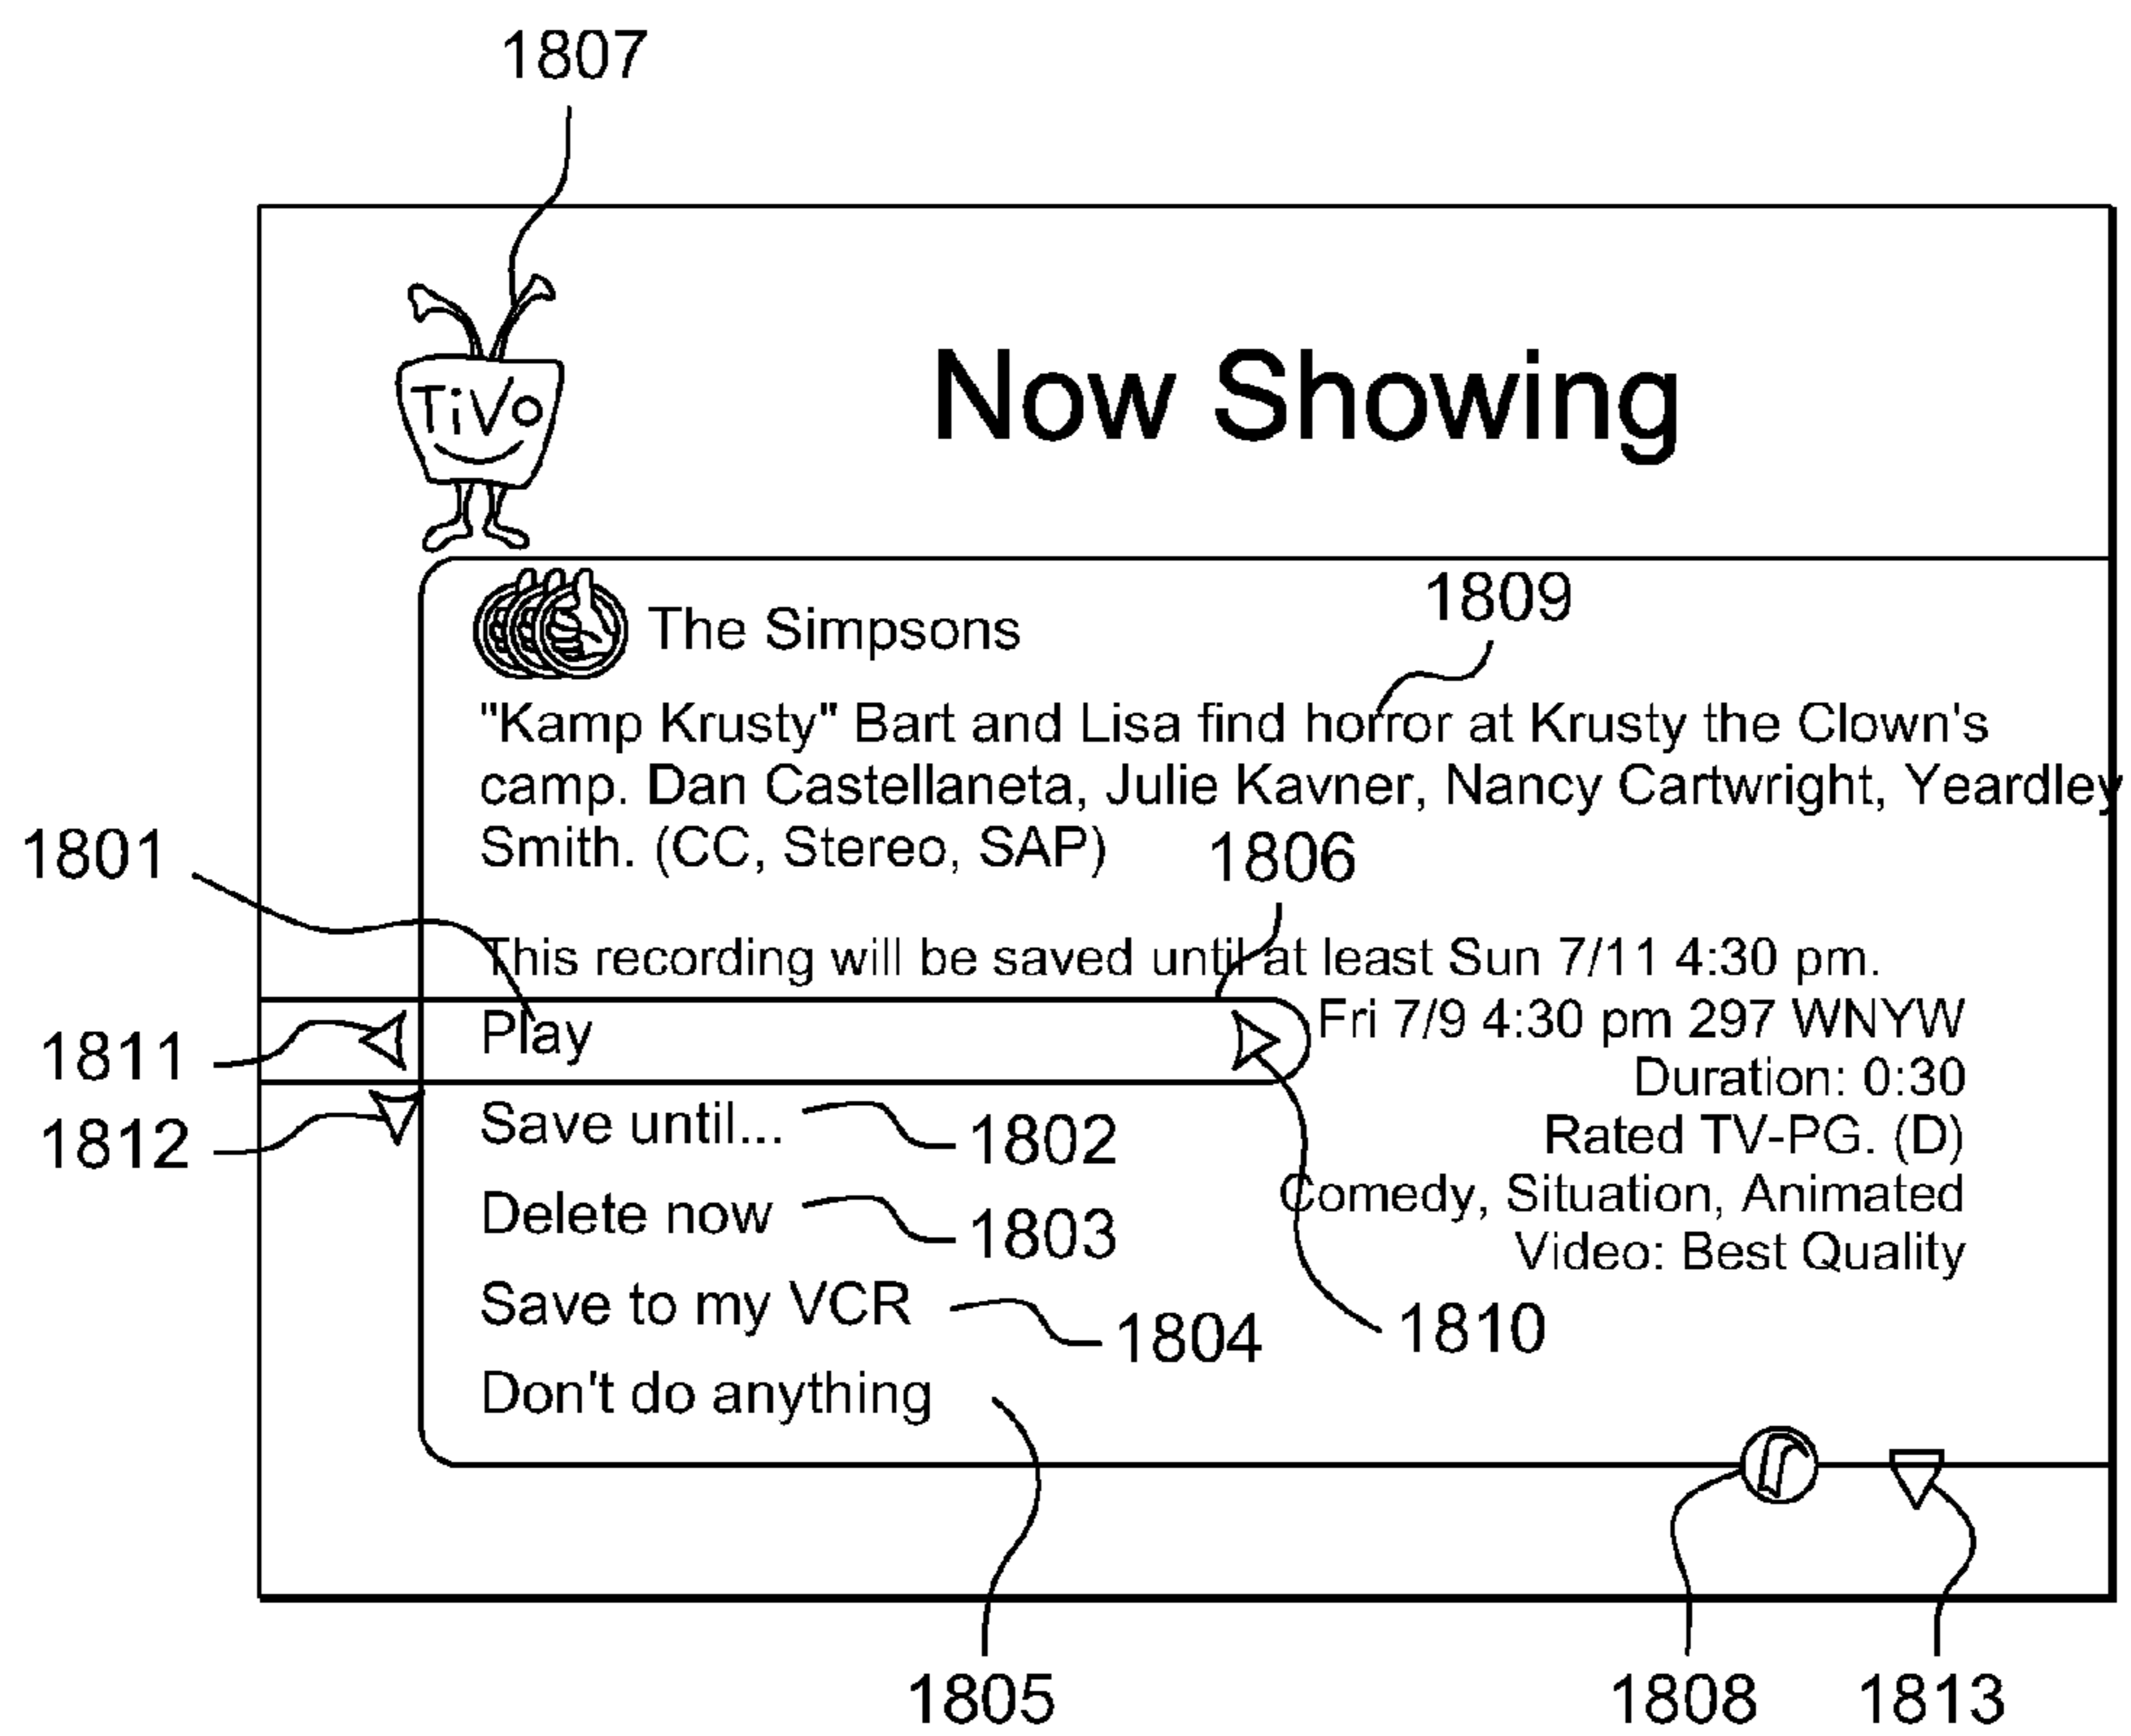 1807
TiVo
Now Showing
The Simpsons
1809
"Kamp Krusty" Bart and Lisa find horror at Krusty the Clown's
camp. Dan Castellaneta, Julie Kavner, Nancy Cartwright, Yeardley
Smith. (CC, Stereo, SAP)
1801
1806
This recording will be saved until at least Sun 7/11 4:30 pm.
Play
Fri 7/9 4:30 pm 297 WNYW
1811
Duration: 0:30
1812
Save until...
1802
Rated TV-PG. (D)
Comedy, Situation, Animated
Delete now
1803
Video: Best Quality
Save to my VCR
1804
1810
Don't do anything
1805
1808
1813